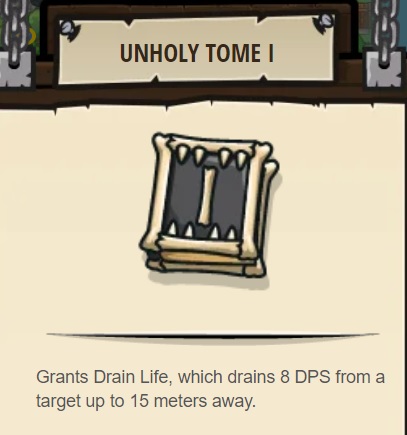 UNHOLY TOME I
Grants Drain Life, which drains 8 DPS from a
target up to 15 meters away.